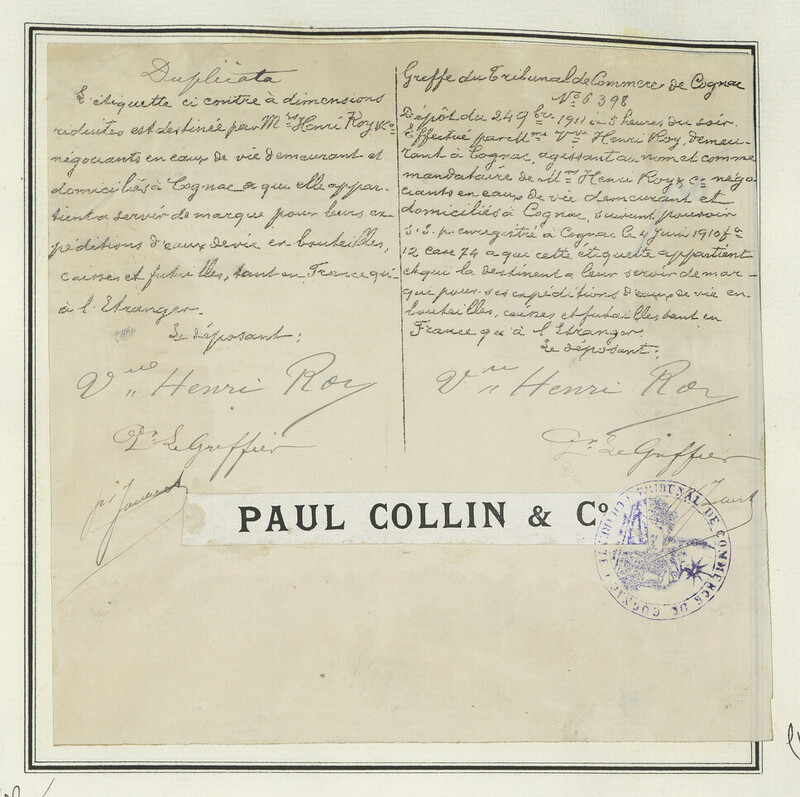 Duplicata
L'étiquette ci contre à dimensions
réduites est destinée par Mrs Henri Roy & Co
négociants en eaux de vie demeurant et
domiciliés à Cognac a que elle appar-
tient a servir de marque pour leurs ex-
péditions d'eaux de vie en bouteilles,
caisses et futailles, tant en France qu'
à l'Etranger.
Le déposant:
Vve Henri Roy
Pr Le Greffier
Greffe du Tribunal de Commerce de Cognac
No 6398
Dépôt du 24 9bre 1911 à 5 heures du soir.
Effectué par Mme Vve Henri Roy, demeu-
rant à Cognac, agissant au nom et comme
mandataire de Mrs Henri Roy & Co négo-
ciants en eaux de vie demeurant et
domiciliés à Cognac, suivant pouvoir
S.S.p. enregistré à Cognac le 4 Juin 1910 fo
12 case 74 a qui cette étiquette appartient
et qui la destinent a leur servir de mar-
que pour ses expéditions d'eaux de vie en
bouteilles, caisses et futailles tant en
France qu'à l'Etranger.
Le déposant:
Vve Henri Roy
Pr Le Greffier
PAUL COLLIN & Co
TRIBUNAL DE COMMERCE DE COGNAC